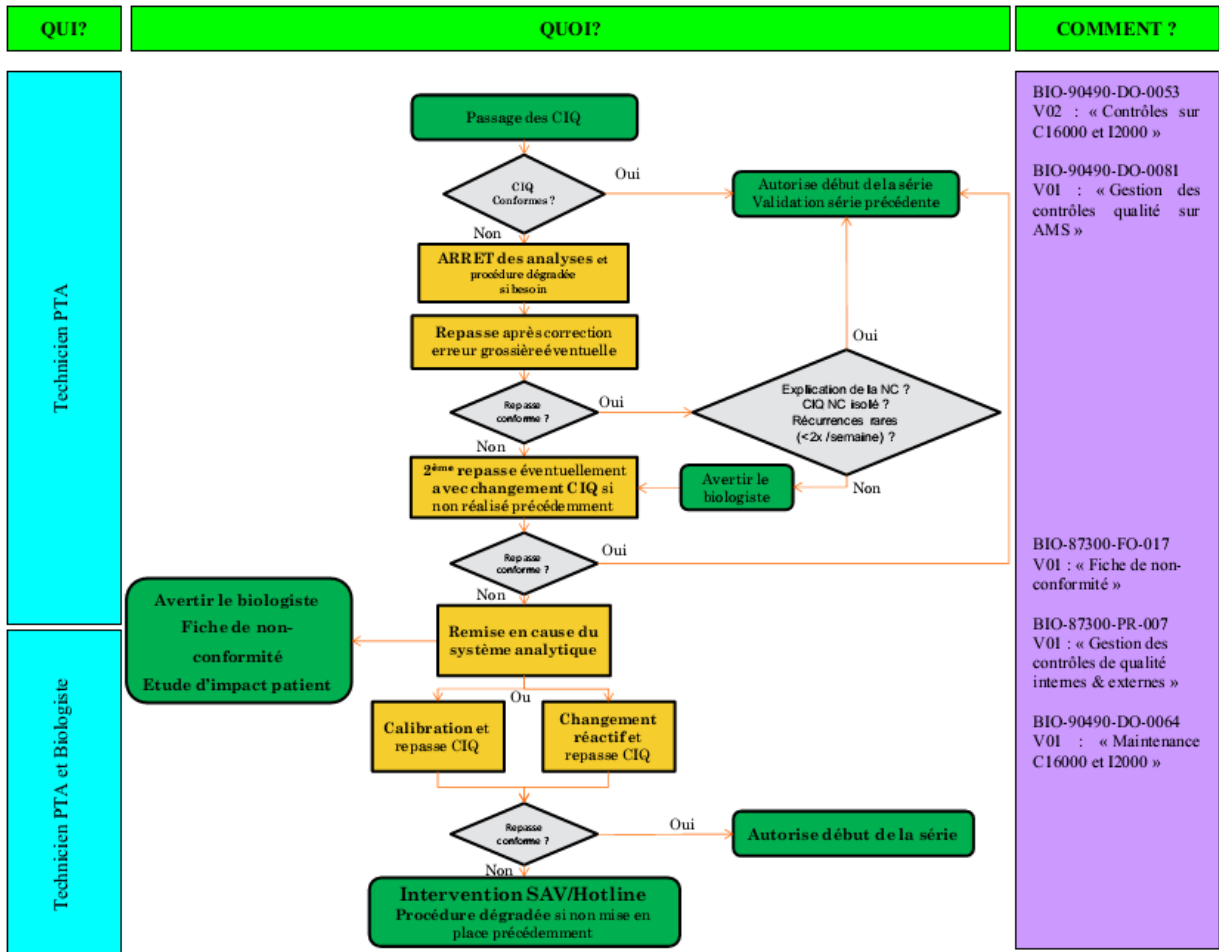 QUI?
QUOI?
COMMENT ?
Technicien PTA
Technicien PTA et Biologiste
Passage des CIQ
CIQ
Conformes ?
Oui
Autorise début de la série
Validation série précédente
Non
ARRET des analyses et
procédure dégradée
si besoin
Repasse après correction
erreur grossière éventuelle
Oui
Repasse
conforme ?
Oui
Explication de la NC ?
CIQ NC isollé ?
Récurrences rares
(<2x /semaine) ?
Non
2ème repasse éventuellement
avec changement CIQ si
non réalisé précédemment
Avertir le
biologiste
Non
Repasse
conforme ?
Oui
Non
Avertir le biologiste
Fiche de non-
conformité
Etude d'impact patient
Remise en cause du
système analytique
Ou
Calibration et
repasse CIQ
Changement
réactif et
repasse CIQ
Repasse
conforme ?
Oui
Autorise début de la série
Non
Intervention SAV/Hotline
Procédure dégradée si non mise en
place précédemment
BIO-90490-DO-0053
V02 : « Contrôles sur
C16000 et I2000 »
BIO-90490-DO-0081
V01 : « Gestion des
contrôles qualité sur
AMS »
BIO-87300-FO-017
V01 : « Fiche de non-
conformité »
BIO-87300-PR-007
V01 : « Gestion des
contrôles de qualité
internes & externes »
BIO-90490-DO-0064
V01 : « Maintenance
C16000 et I2000 »